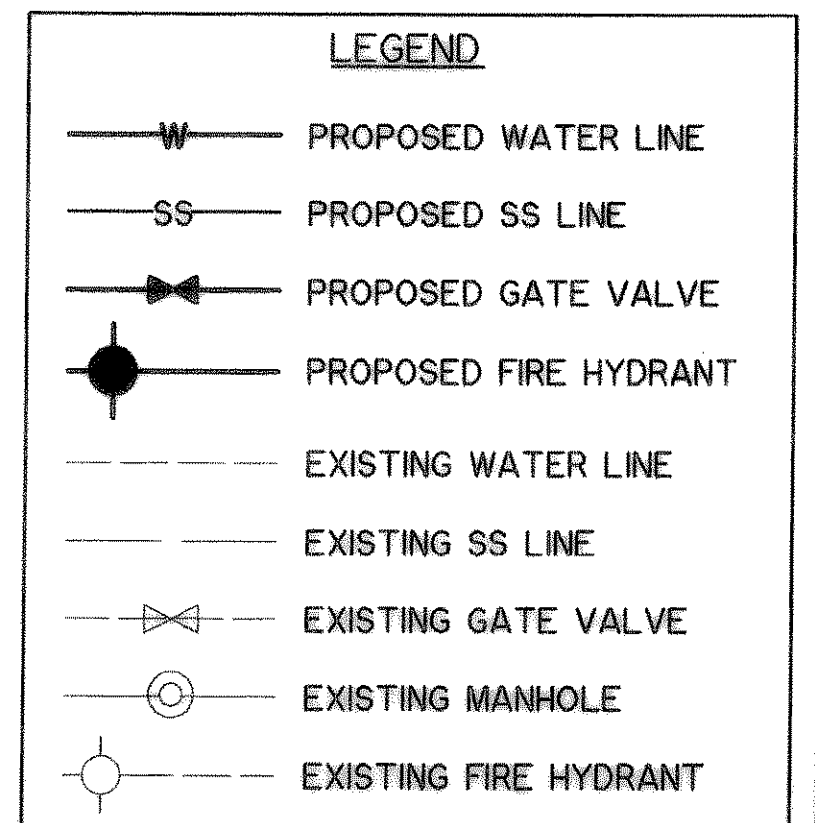 LEGEND
W PROPOSED WATER LINE
SS PROPOSED SS LINE
PROPOSED GATE VALVE
PROPOSED FIRE HYDRANT
EXISTING WATER LINE
EXISTING SS LINE
EXISTING GATE VALVE
EXISTING MANHOLE
EXISTING FIRE HYDRANT